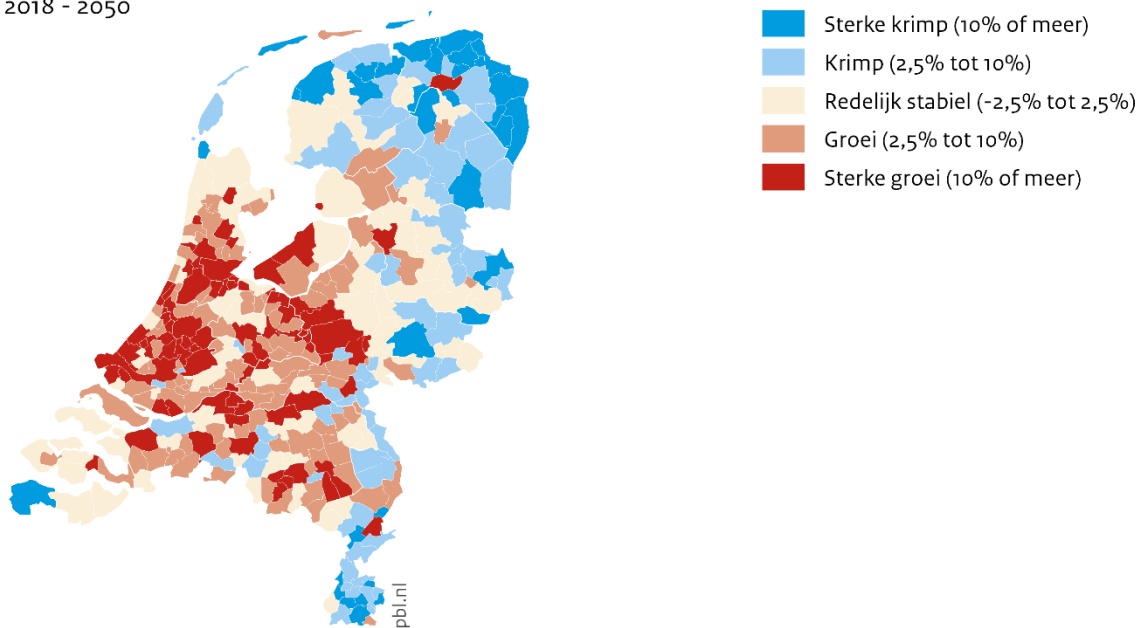 2018 - 2050
Sterke krimp (10% of meer)
Krimp (2,5% tot 10%)
Redelijk stabiel (-2,5% tot 2,5%)
Groei (2,5% tot 10%)
Sterke groei (10% of meer)
pbl.nl